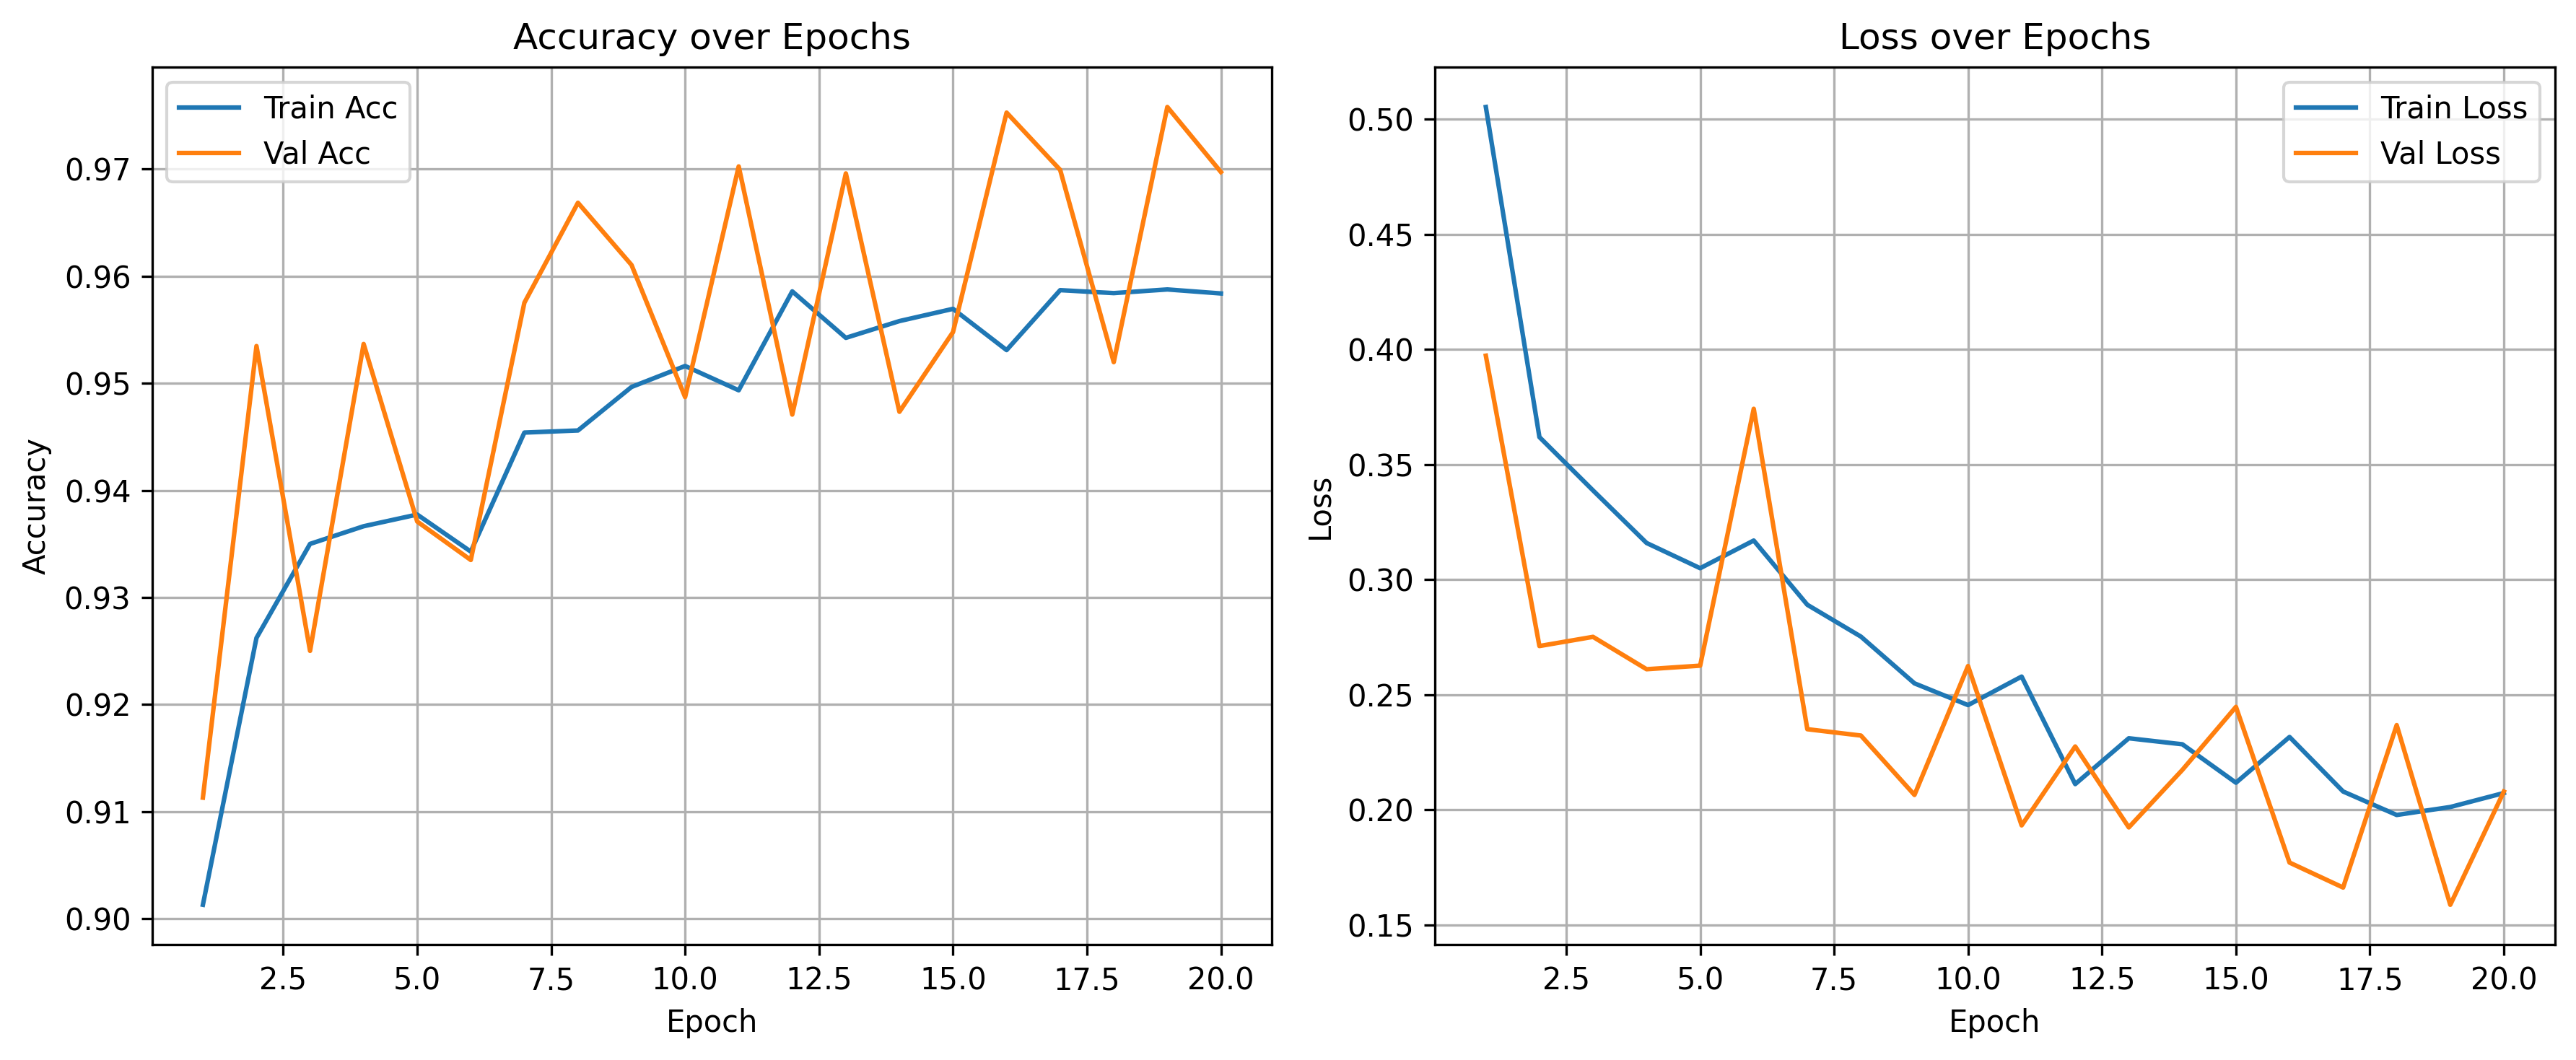 Accuracy over Epochs
Train Acc
Val Acc
0.97
0.96
0.95
0.94
0.93
0.92
0.91
0.90
Accuracy
2.5 5.0 7.5 10.0 12.5 15.0 17.5 20.0
Epoch
Loss over Epochs
Train Loss
Val Loss
0.50
0.45
0.40
0.35
0.30
0.25
0.20
0.15
Loss
2.5 5.0 7.5 10.0 12.5 15.0 17.5 20.0
Epoch